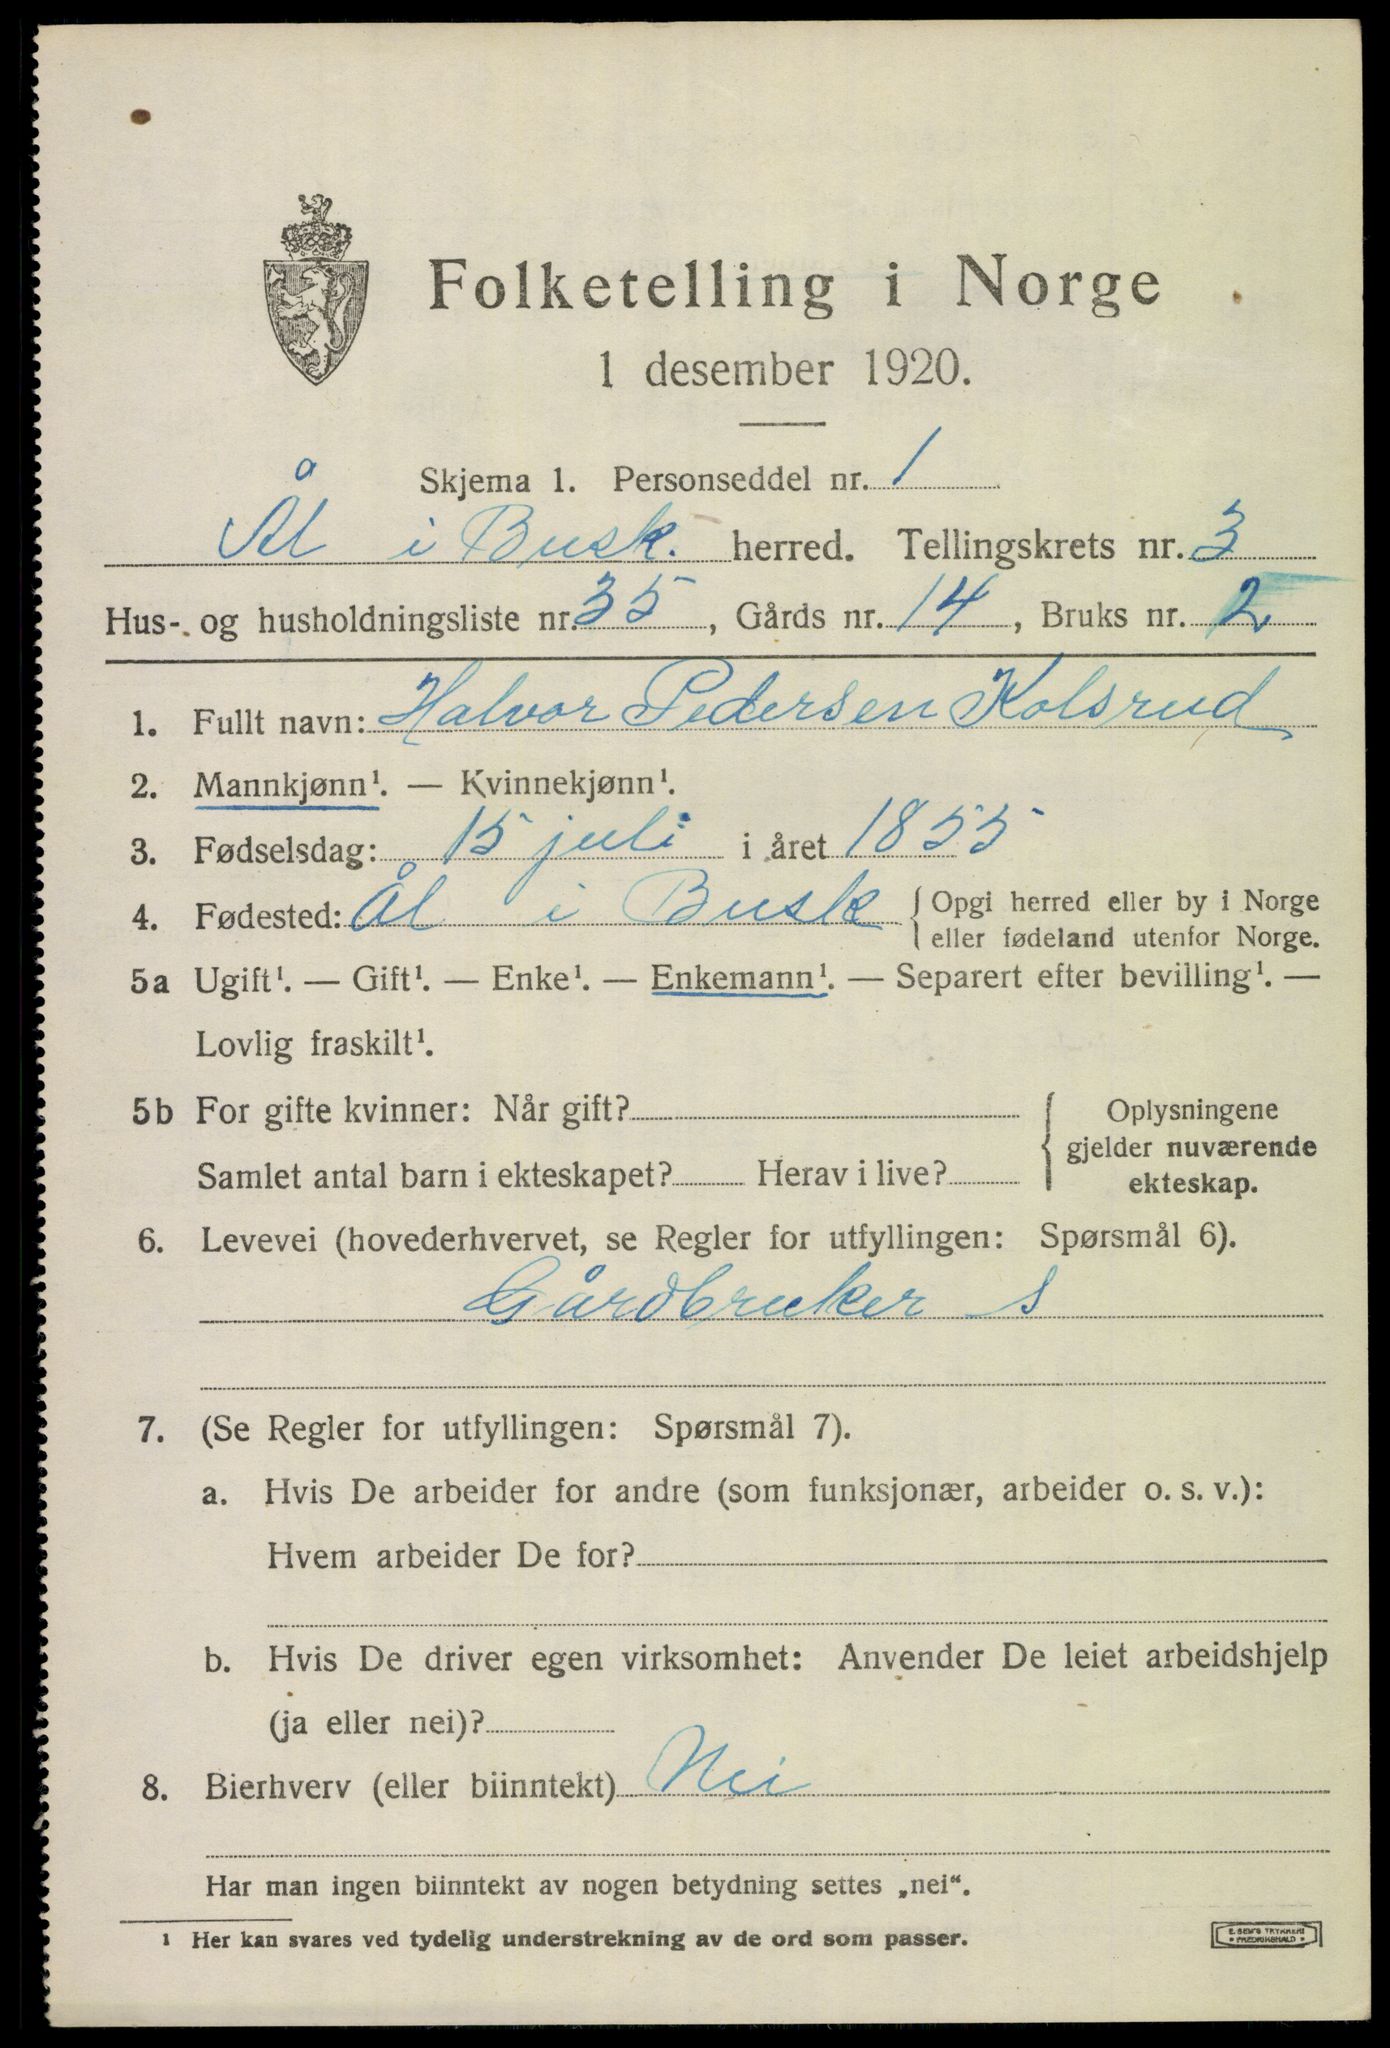 Folketelling i Norge
1 desember 1920.
Skjema 1. Personseddel nr. 1
Ål i Busk. herred. Tellingskrets nr. 3
Hus- og husholdningsliste nr. 35, Gårds nr. 14, Bruks nr. 2
1. Fullt navn: Halvor Pedersen Kolsrud
2. Mannkjønn¹. — Kvinnekjønn¹.
3. Fødselsdag: 15 juli i året 1855
4. Fødested: Ål i Busk { Opgi herred eller by i Norge
eller fødeland utenfor Norge.
5a Ugift¹. — Gift¹. — Enke¹. — Enkemann¹. — Separert efter bevilling¹. —
Lovlig fraskilt¹.
5b For gifte kvinner: Når gift? { Oplysningene
gjelder nuværende
Samlet antal barn i ekteskapet? Herav i live? ekteskap.
6. Levevei (hovederhvervet, se Regler for utfyllingen: Spørsmål 6).
Gårdbruker s
7. (Se Regler for utfyllingen: Spørsmål 7).
a. Hvis De arbeider for andre (som funksjonær, arbeider o. s. v.):
Hvem arbeider De for?
b. Hvis De driver egen virksomhet: Anvender De leiet arbeidshjelp
(ja eller nei)?
8. Bierhverv (eller biinntekt) Nei
Har man ingen biinntekt av nogen betydning settes „nei“.
¹ Her kan svares ved tydelig understrekning av de ord som passer.
E. SEM'S TRYKKERI
FREDRIKSHALD